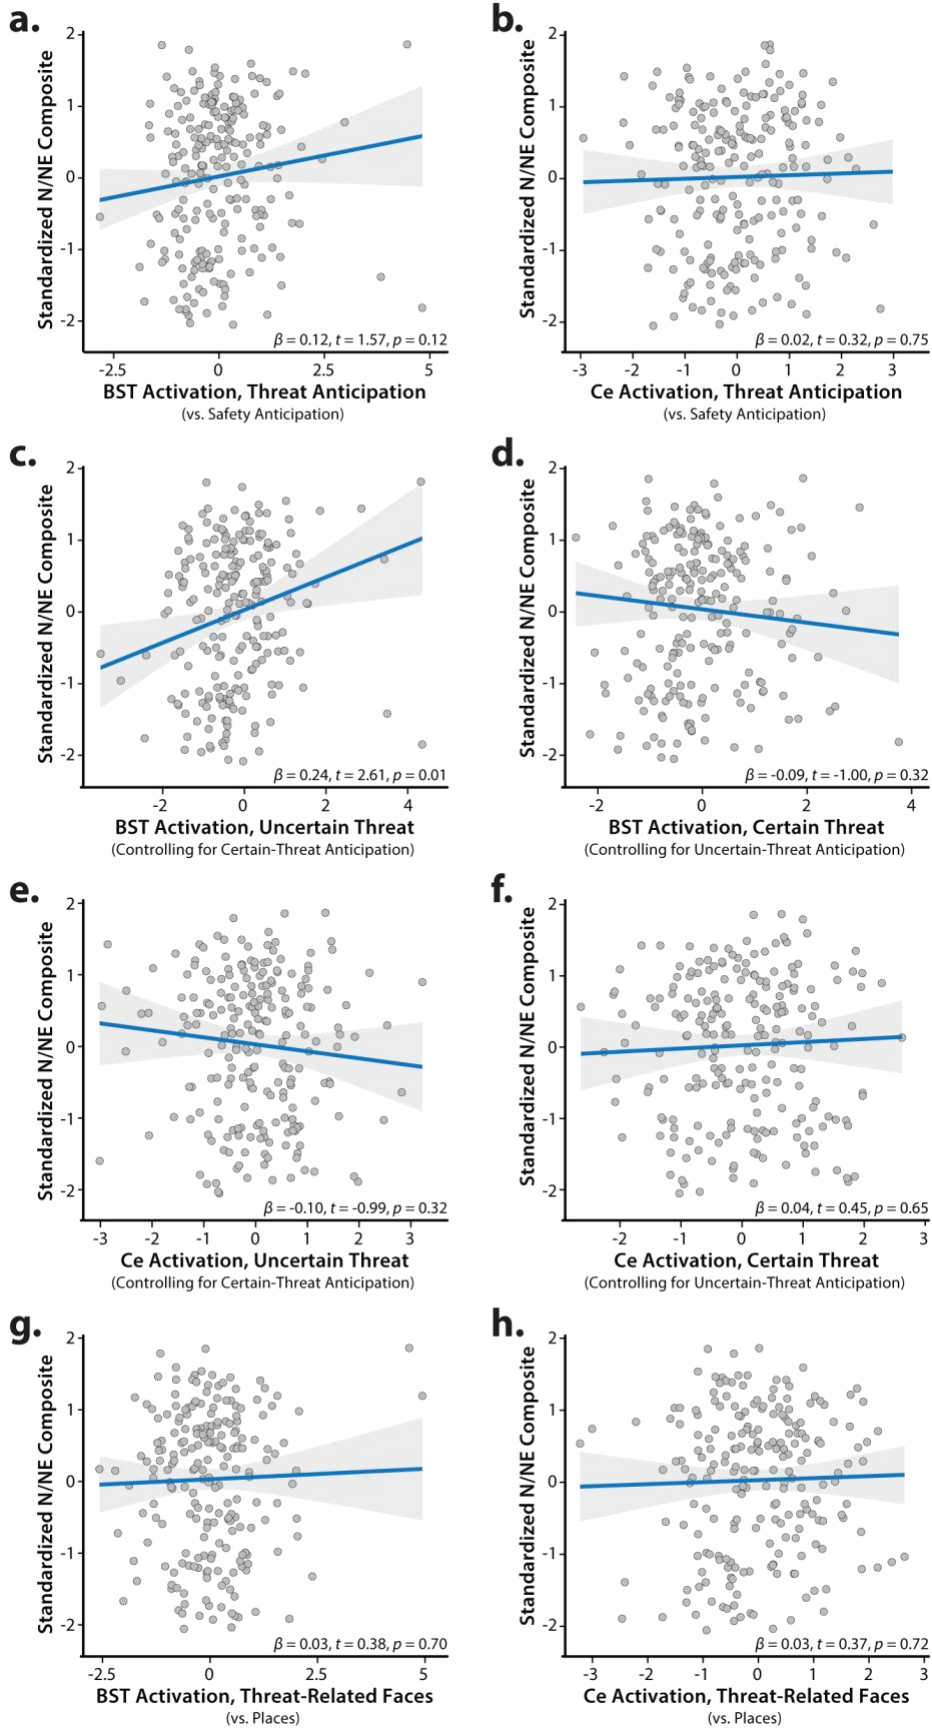 a.
Standardized N/NE Composite
2
1
0
-1
-2
β = 0.12, t = 1.57, p = 0.12
-2.5 0 2.5 5
BST Activation, Threat Anticipation
(vs. Safety Anticipation)
b.
Standardized N/NE Composite
2
1
0
-1
-2
β = 0.02, t = 0.32, p = 0.75
-3 -2 -1 0 1 2 3
Ce Activation, Threat Anticipation
(vs. Safety Anticipation)
c.
Standardized N/NE Composite
2
1
0
-1
-2
β = 0.24, t = 2.61, p = 0.01
-2 0 2 4
BST Activation, Uncertain Threat
(Controlling for Certain-Threat Anticipation)
d.
Standardized N/NE Composite
2
1
0
-1
-2
β = -0.09, t = -1.00, p = 0.32
-2 0 2 4
BST Activation, Certain Threat
(Controlling for Uncertain-Threat Anticipation)
e.
Standardized N/NE Composite
2
1
0
-1
-2
β = -0.10, t = -0.99, p = 0.32
-3 -2 -1 0 1 2 3
Ce Activation, Uncertain Threat
(Controlling for Certain-Threat Anticipation)
f.
Standardized N/NE Composite
2
1
0
-1
-2
β = 0.04, t = 0.45, p = 0.65
-2 -1 0 1 2 3
Ce Activation, Certain Threat
(Controlling for Uncertain-Threat Anticipation)
g.
Standardized N/NE Composite
2
1
0
-1
-2
β = 0.03, t = 0.38, p = 0.70
-2.5 0 2.5 5
BST Activation, Threat-Related Faces
(vs. Places)
h.
Standardized N/NE Composite
2
1
0
-1
-2
β = 0.03, t = 0.37, p = 0.72
-3 -2 -1 0 1 2 3
Ce Activation, Threat-Related Faces
(vs. Places)